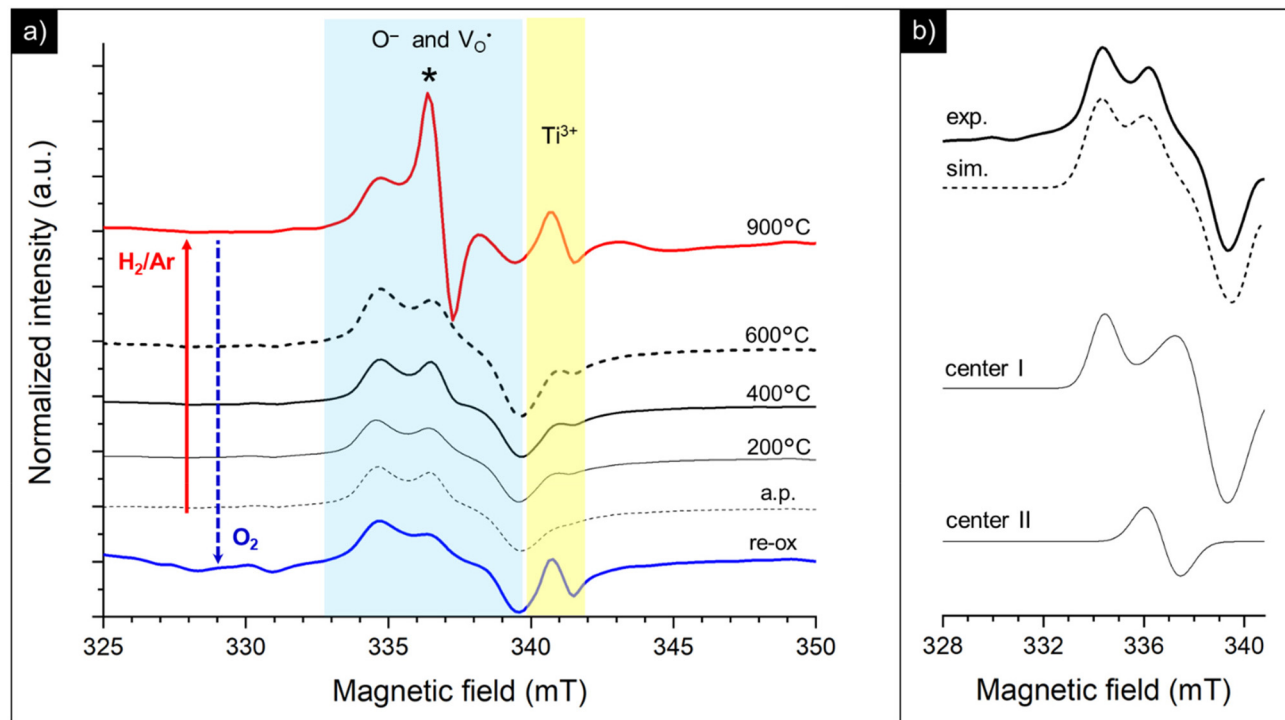 a)
O⁻ and V_O•
*
Ti³⁺
Normalized intensity (a.u.)
H₂/Ar
O₂
900°C
600°C
400°C
200°C
a.p.
re-ox
325 330 335 340 345 350
Magnetic field (mT)
b)
exp.
sim.
center I
center II
328 332 336 340
Magnetic field (mT)